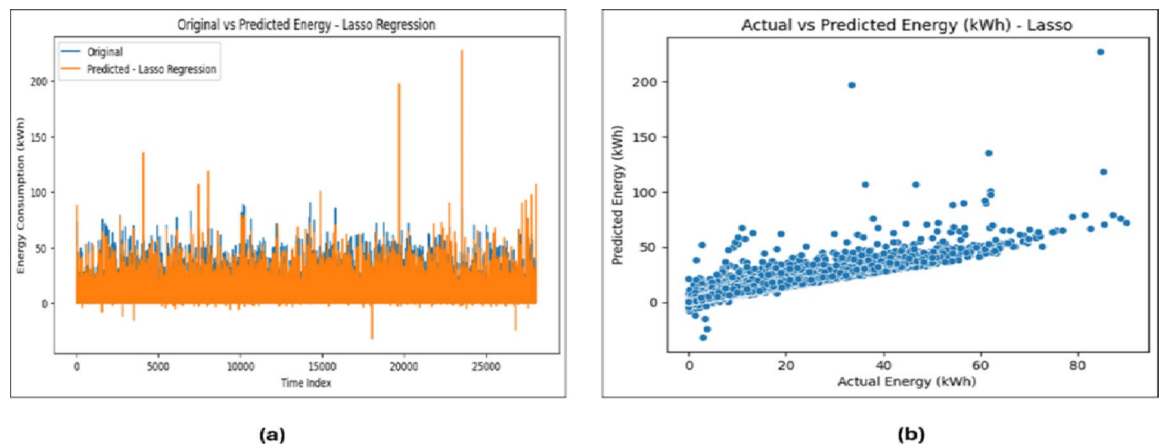 Original vs Predicted Energy - Lasso Regression
Original
Predicted - Lasso Regression
Energy Consumption (kWh)
200
150
100
50
0
0 5000 10000 15000 20000 25000
Time Index
(a)
Actual vs Predicted Energy (kWh) - Lasso
Predicted Energy (kWh)
200
150
100
50
0
0 20 40 60 80
Actual Energy (kWh)
(b)